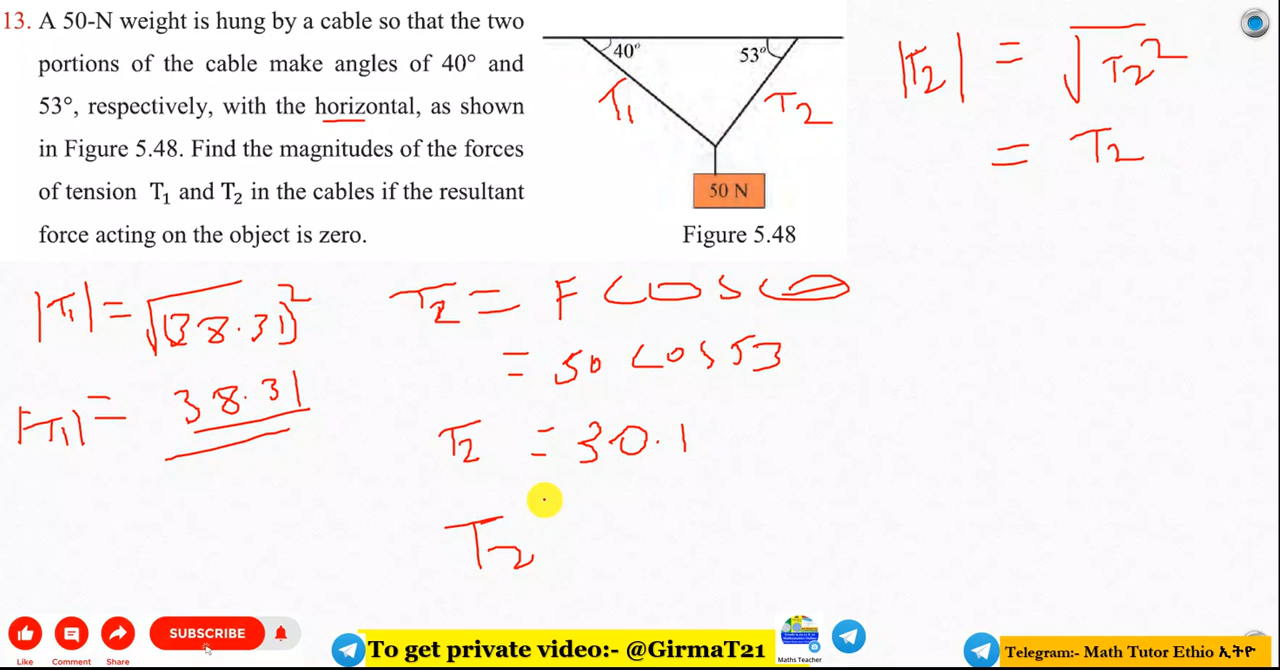 13. A 50-N weight is hung by a cable so that the two
portions of the cable make angles of 40° and
53°, respectively, with the horizontal, as shown
in Figure 5.48. Find the magnitudes of the forces
of tension T₁ and T₂ in the cables if the resultant
force acting on the object is zero.
40°
53°
T₁
T₂
50 N
Figure 5.48
|T₂| = √T₂²
= T₂
|T₁| = √(38.31)²
|T₁| = 38.31
T₂ = F cos
= 50 cos 53
T₂ = 30.1
T₂
Like
Comment
Share
SUBSCRIBE
To get private video:- @GirmaT21
Maths Teacher
Telegram:- Math Tutor Ethio ኢትዮ